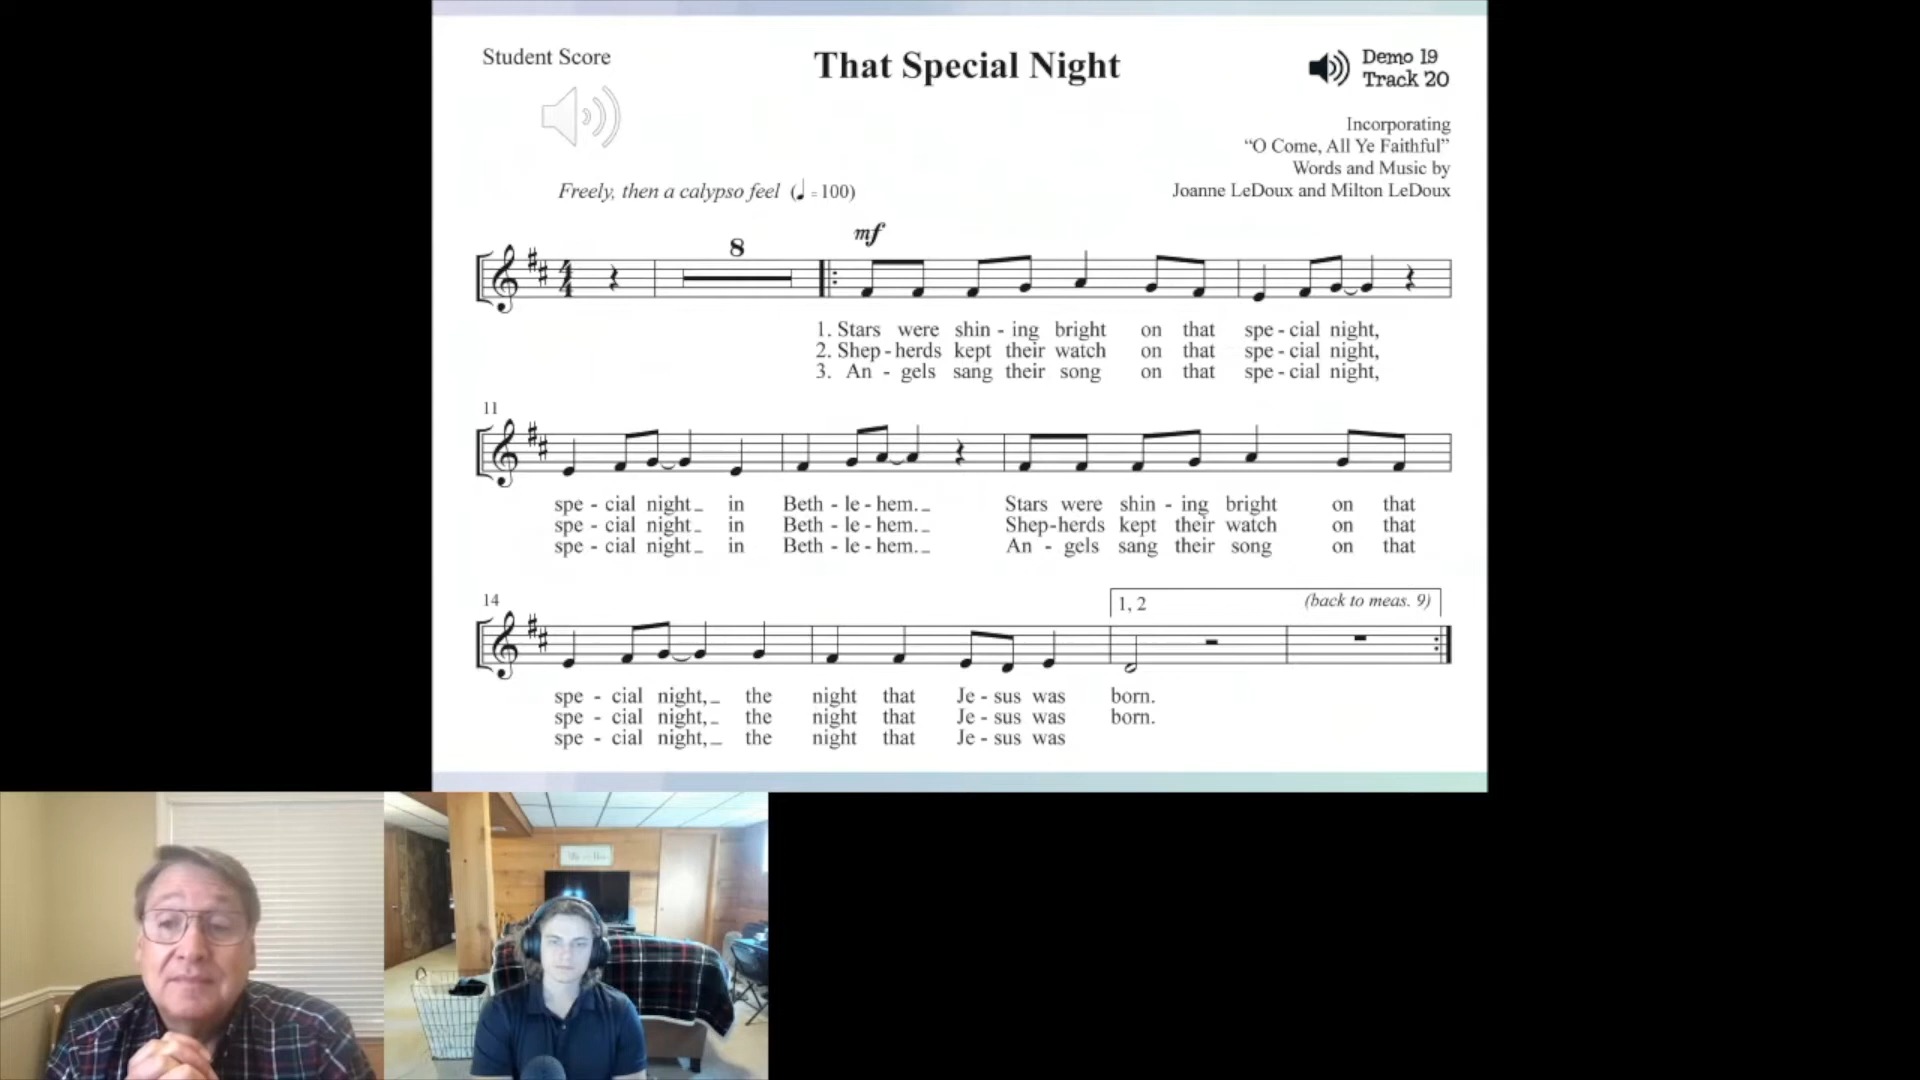 Student Score
That Special Night
Demo 19
Track 20
Incorporating
“O Come, All Ye Faithful”
Words and Music by
Joanne LeDoux and Milton LeDoux
Freely, then a calypso feel (♩ = 100)
8
mf
4
4
1. Stars were shin - ing bright on that spe - cial night,
2. Shep - herds kept their watch on that spe - cial night,
3. An - gels sang their song on that spe - cial night,
11
spe - cial night_ in Beth - le - hem._ Stars were shin - ing bright on that
spe - cial night_ in Beth - le - hem._ Shep-herds kept their watch on that
spe - cial night_ in Beth - le - hem._ An - gels sang their song on that
14
1, 2 (back to meas. 9)
spe - cial night,_ the night that Je - sus was born.
spe - cial night,_ the night that Je - sus was born.
spe - cial night,_ the night that Je - sus was